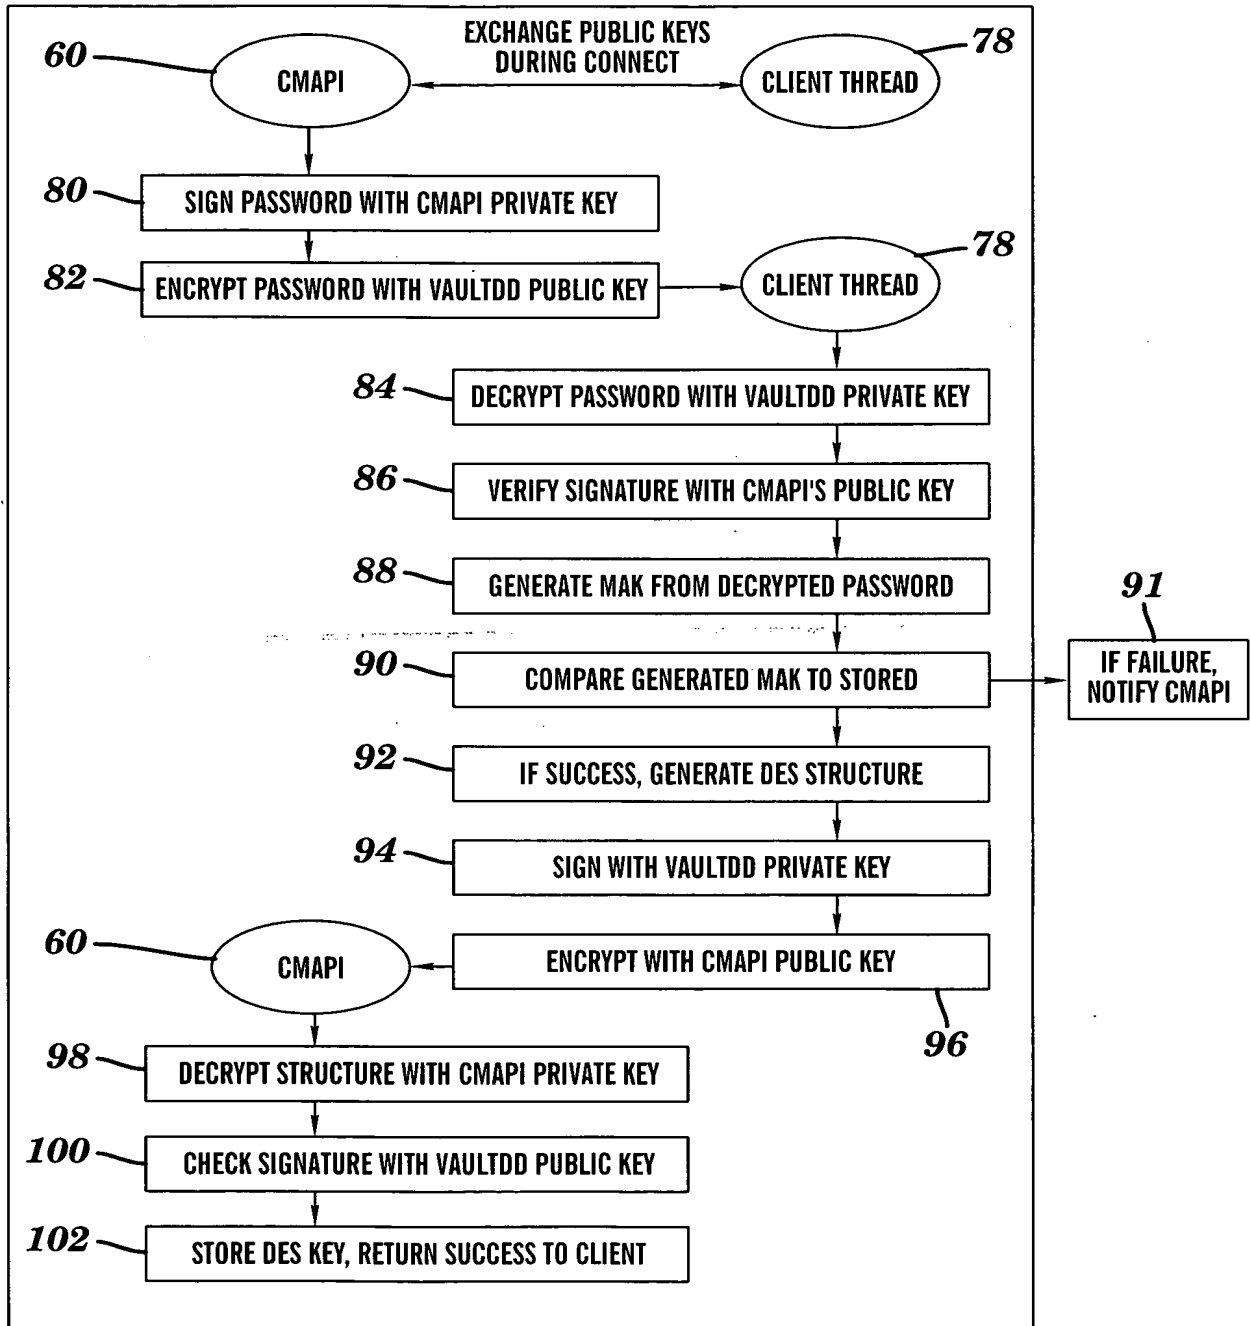 EXCHANGE PUBLIC KEYS
DURING CONNECT
60
CMAPI
78
CLIENT THREAD
80
SIGN PASSWORD WITH CMAPI PRIVATE KEY
82
ENCRYPT PASSWORD WITH VAULTDD PUBLIC KEY
78
CLIENT THREAD
84
DECRYPT PASSWORD WITH VAULTDD PRIVATE KEY
86
VERIFY SIGNATURE WITH CMAPI'S PUBLIC KEY
88
GENERATE MAK FROM DECRYPTED PASSWORD
90
COMPARE GENERATED MAK TO STORED
91
IF FAILURE,
NOTIFY CMAPI
92
IF SUCCESS, GENERATE DES STRUCTURE
94
SIGN WITH VAULTDD PRIVATE KEY
60
CMAPI
ENCRYPT WITH CMAPI PUBLIC KEY
96
98
DECRYPT STRUCTURE WITH CMAPI PRIVATE KEY
100
CHECK SIGNATURE WITH VAULTDD PUBLIC KEY
102
STORE DES KEY, RETURN SUCCESS TO CLIENT